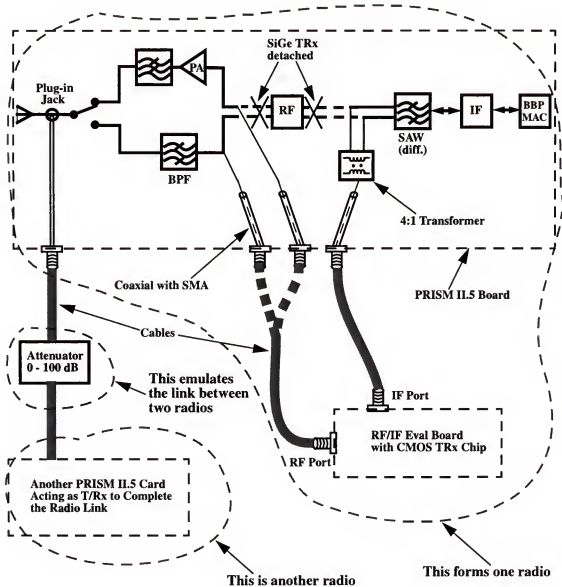 SiGe TRx
detached
Plug-in
Jack
PA
RF
SAW
(diff.)
IF
BBP
MAC
BPF
4:1 Transformer
Coaxial with SMA
PRISM II.5 Board
Cables
Attenuator
0 - 100 dB
This emulates
the link between
two radios
IF Port
RF/IF Eval Board
with CMOS TRx Chip
RF Port
Another PRISM II.5 Card
Acting as T/Rx to Complete
the Radio Link
This is another radio
This forms one radio